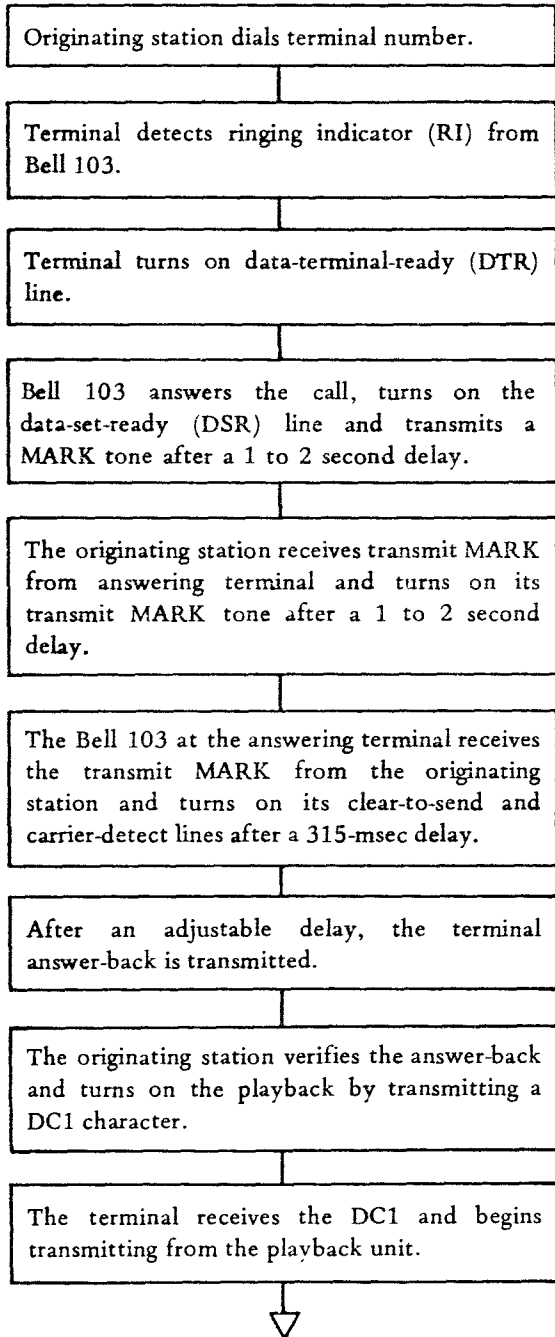 Originating station dials terminal number.
Terminal detects ringing indicator (RI) from
Bell 103.
Terminal turns on data-terminal-ready (DTR)
line.
Bell 103 answers the call, turns on the
data-set-ready (DSR) line and transmits a
MARK tone after a 1 to 2 second delay.
The originating station receives transmit MARK
from answering terminal and turns on its
transmit MARK tone after a 1 to 2 second
delay.
The Bell 103 at the answering terminal receives
the transmit MARK from the originating
station and turns on its clear-to-send and
carrier-detect lines after a 315-msec delay.
After an adjustable delay, the terminal
answer-back is transmitted.
The originating station verifies the answer-back
and turns on the playback by transmitting a
DC1 character.
The terminal receives the DC1 and begins
transmitting from the playback unit.